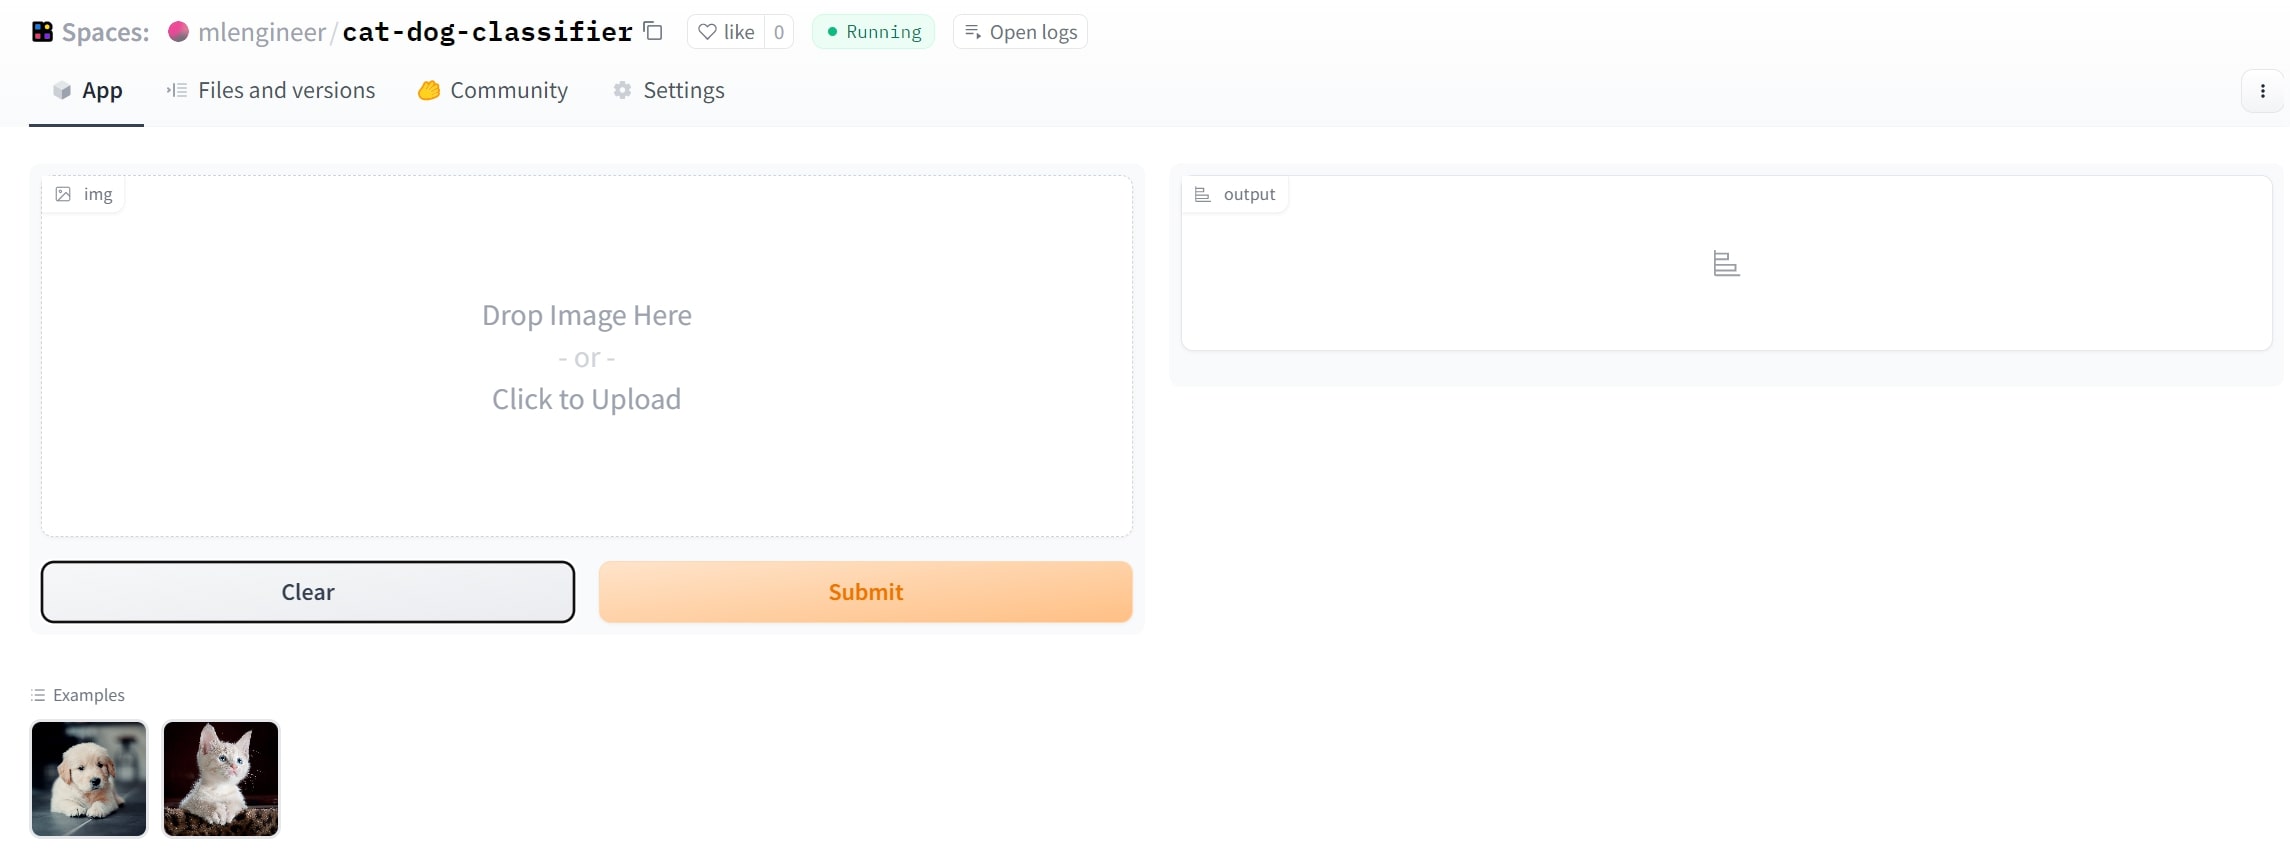 Spaces: mlengineer/cat-dog-classifier like 0 Running Open logs
App Files and versions Community Settings
img
Drop Image Here
- or -
Click to Upload
Clear Submit
output
Examples